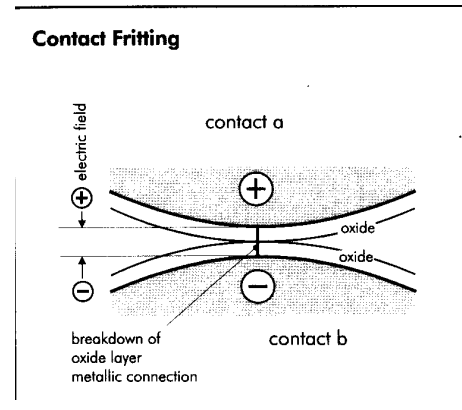 Contact Fritting
electric field
contact a
+
+
oxide
oxide
−
−
breakdown of
oxide layer
metallic connection
contact b